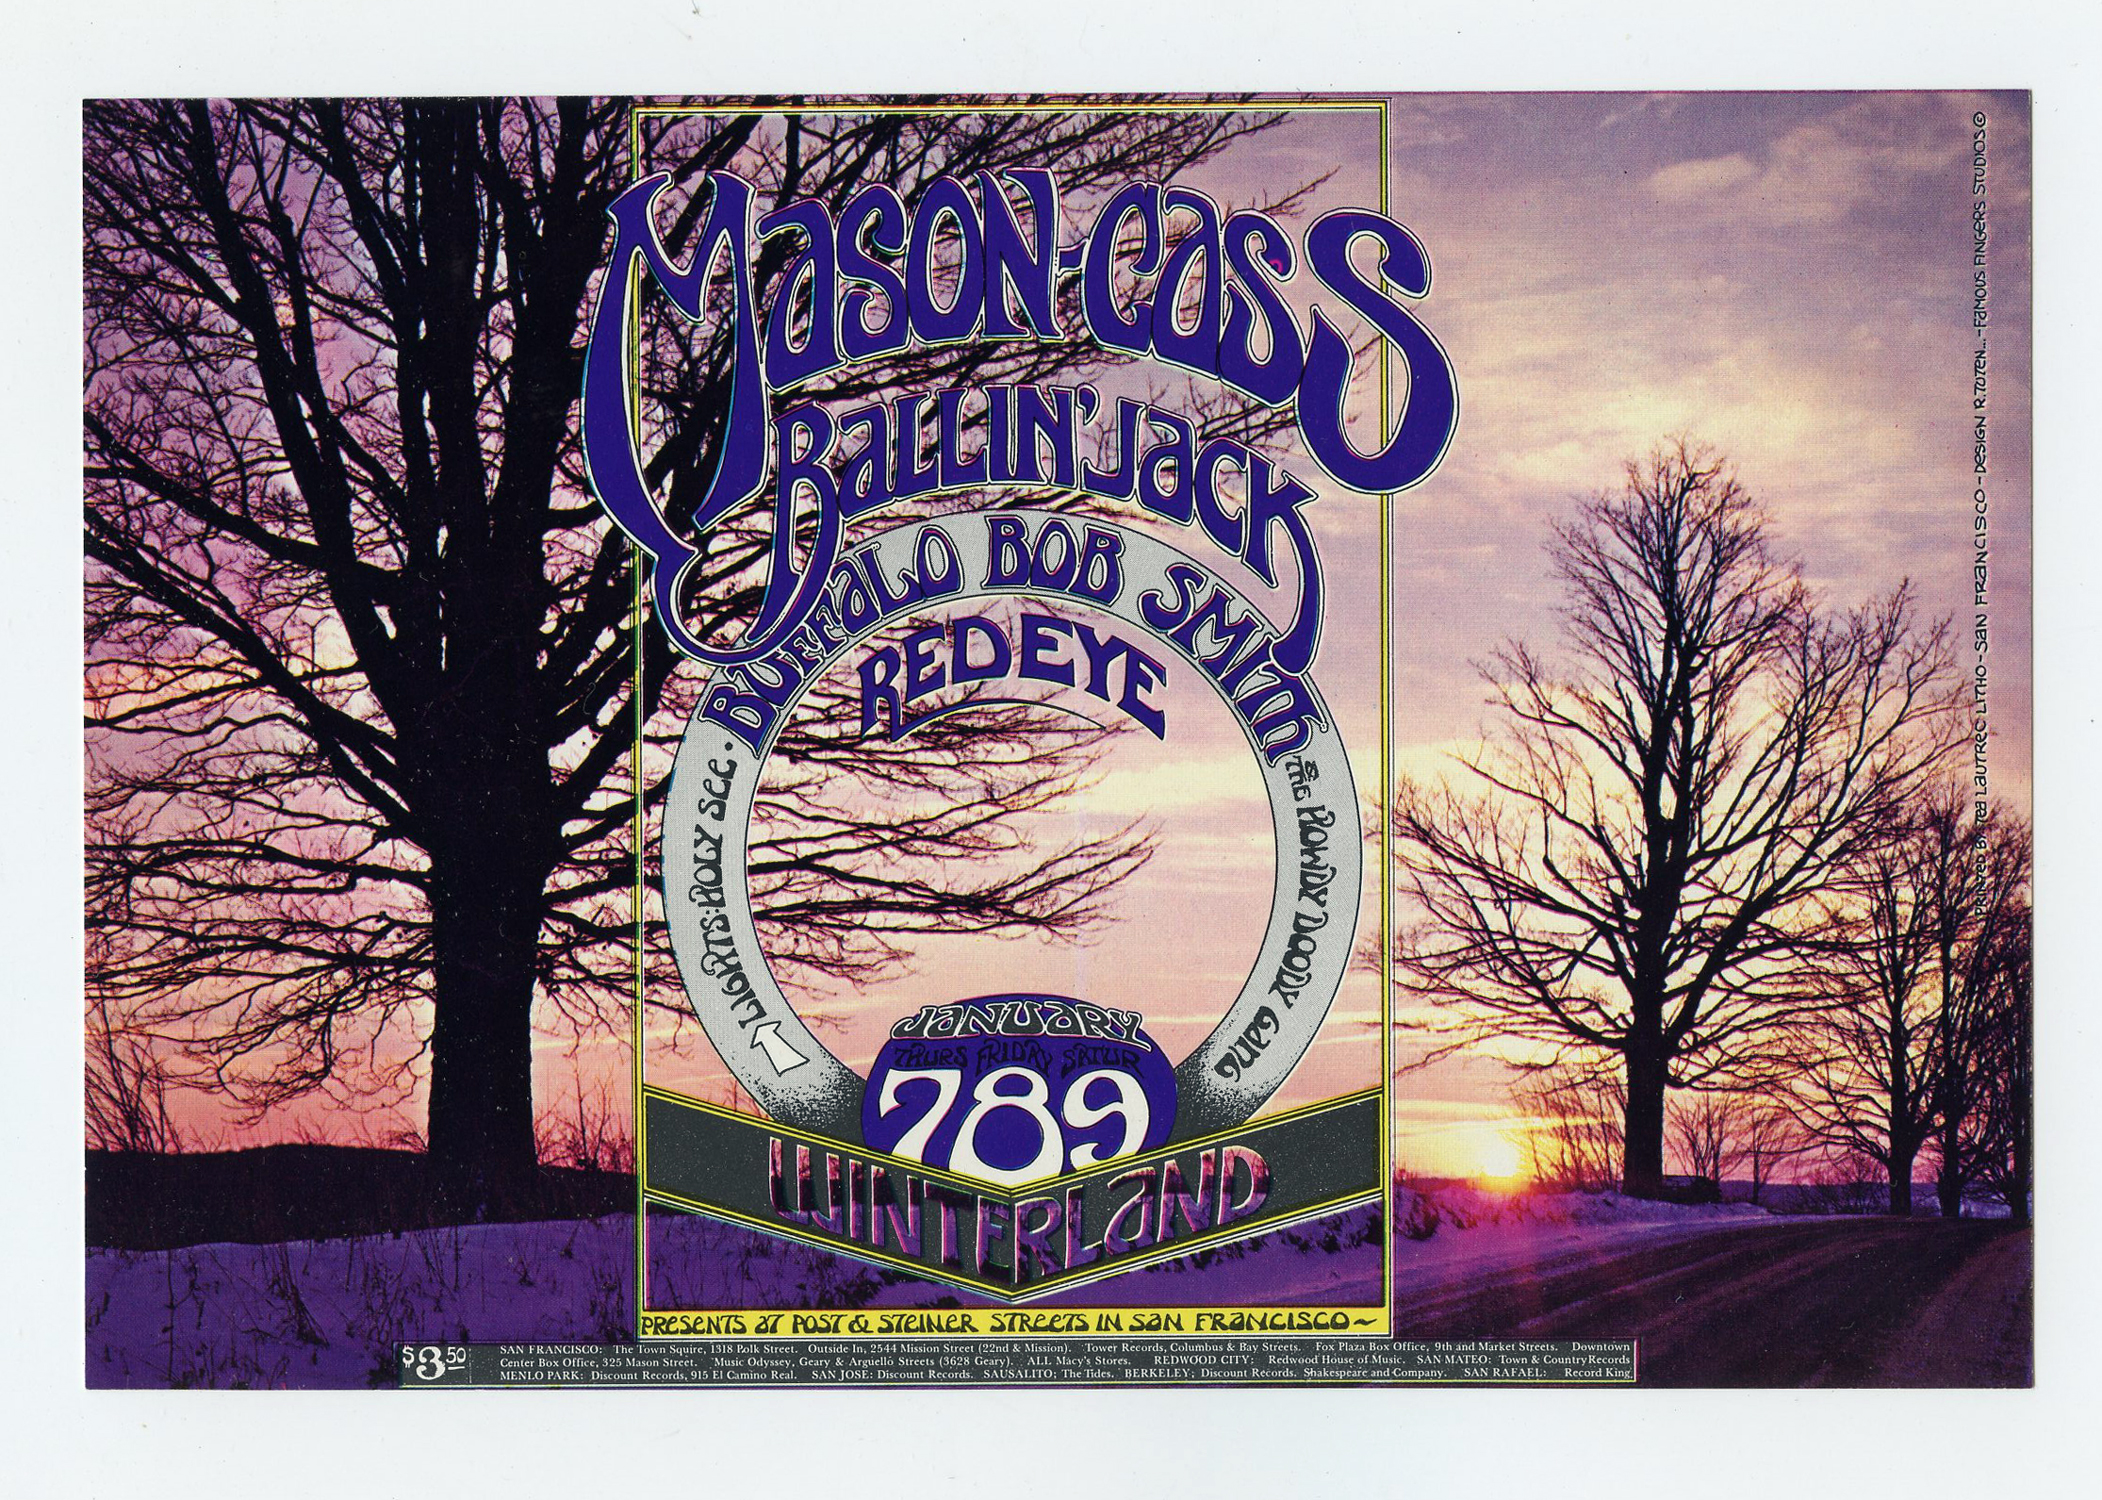 MASON-CASS
BALLIN' JACK
BUFFALO BOB SMITH
& THE HOWDY DOODY GANG
REDEYE
LIGHTS: HOLY SEE.
JANUARY
THURS FRIDAY SATUR
7 8 9
WINTERLAND
PRESENTS AT POST & STEINER STREETS IN SAN FRANCISCO~
$3.50
SAN FRANCISCO: The Town Squire, 1318 Polk Street. Outside In, 2544 Mission Street (22nd & Mission). Tower Records, Columbus & Bay Streets. Fox Plaza Box Office, 9th and Market Streets. Downtown
Center Box Office, 325 Mason Street. Music Odyssey, Geary & Arguello Streets (3628 Geary). ALL Macy's Stores. REDWOOD CITY: Redwood House of Music. SAN MATEO: Town & Country Records
MENLO PARK: Discount Records, 915 El Camino Real. SAN JOSE: Discount Records. SAUSALITO; The Tides. BERKELEY; Discount Records. Shakespeare and Company. SAN RAFAEL: Record King.
PRINTED BY TEA LAUTREC LITHO-SAN FRANCISCO-DESIGN R.TUTEN...-FAMOUS FINGERS STUDIOS©